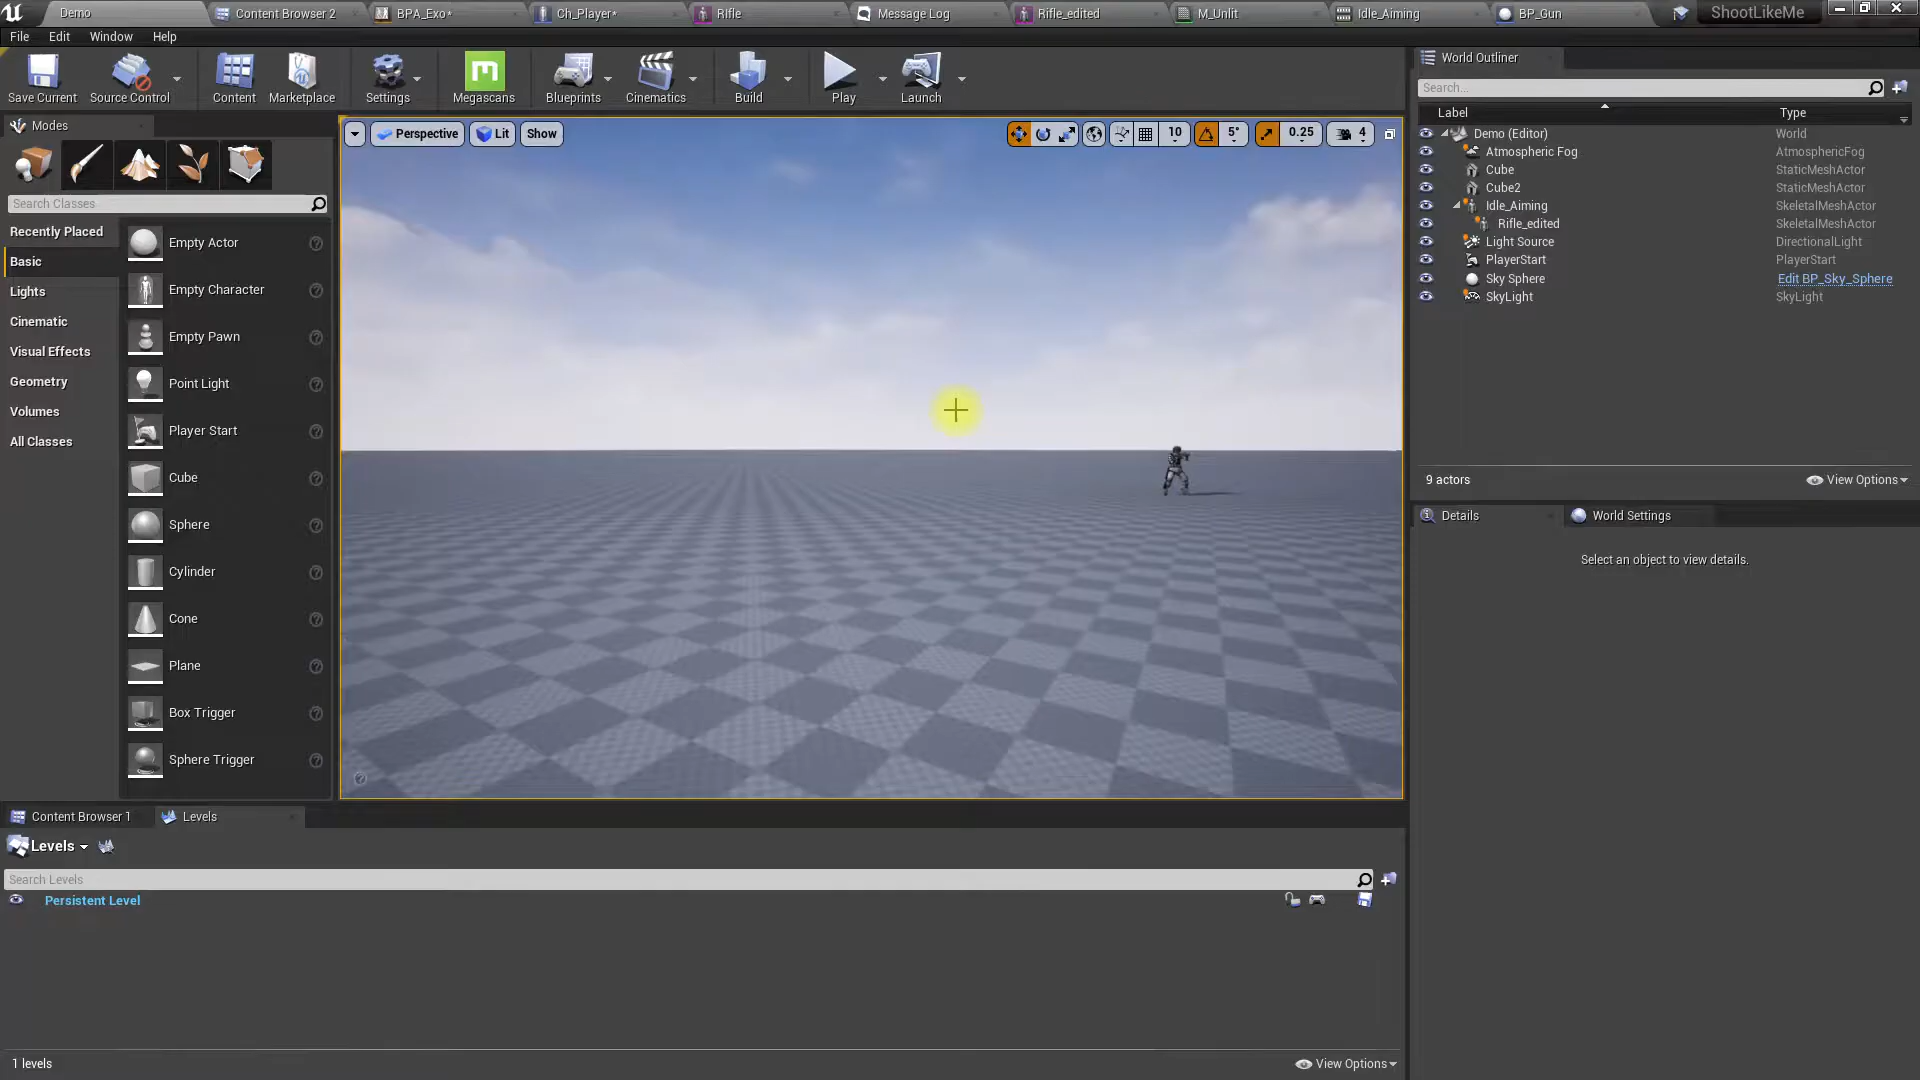 Demo
Content Browser 2
BPA_Exo*
Ch_Player*
RIfle
Message Log
Rifle_edited
M_Unlit
Idle_Aiming
BP_Gun
ShootLikeMe
File
Edit
Window
Help
Save Current
Source Control
Content
Marketplace
Settings
Megascans
Blueprints
Cinematics
Build
Play
Launch
Modes
Search Classes
Recently Placed
Basic
Lights
Cinematic
Visual Effects
Geometry
Volumes
All Classes
Empty Actor
Empty Character
Empty Pawn
Point Light
Player Start
Cube
Sphere
Cylinder
Cone
Plane
Box Trigger
Sphere Trigger
Perspective
Lit
Show
10
5°
0.25
4
World Outliner
Search...
Label
Type
Demo (Editor)
World
Atmospheric Fog
AtmosphericFog
Cube
StaticMeshActor
Cube2
StaticMeshActor
Idle_Aiming
SkeletalMeshActor
Rifle_edited
SkeletalMeshActor
Light Source
DirectionalLight
PlayerStart
PlayerStart
Sky Sphere
Edit BP_Sky_Sphere
SkyLight
SkyLight
9 actors
View Options
Details
World Settings
Select an object to view details.
Content Browser 1
Levels
Levels
Search Levels
Persistent Level
1 levels
View Options